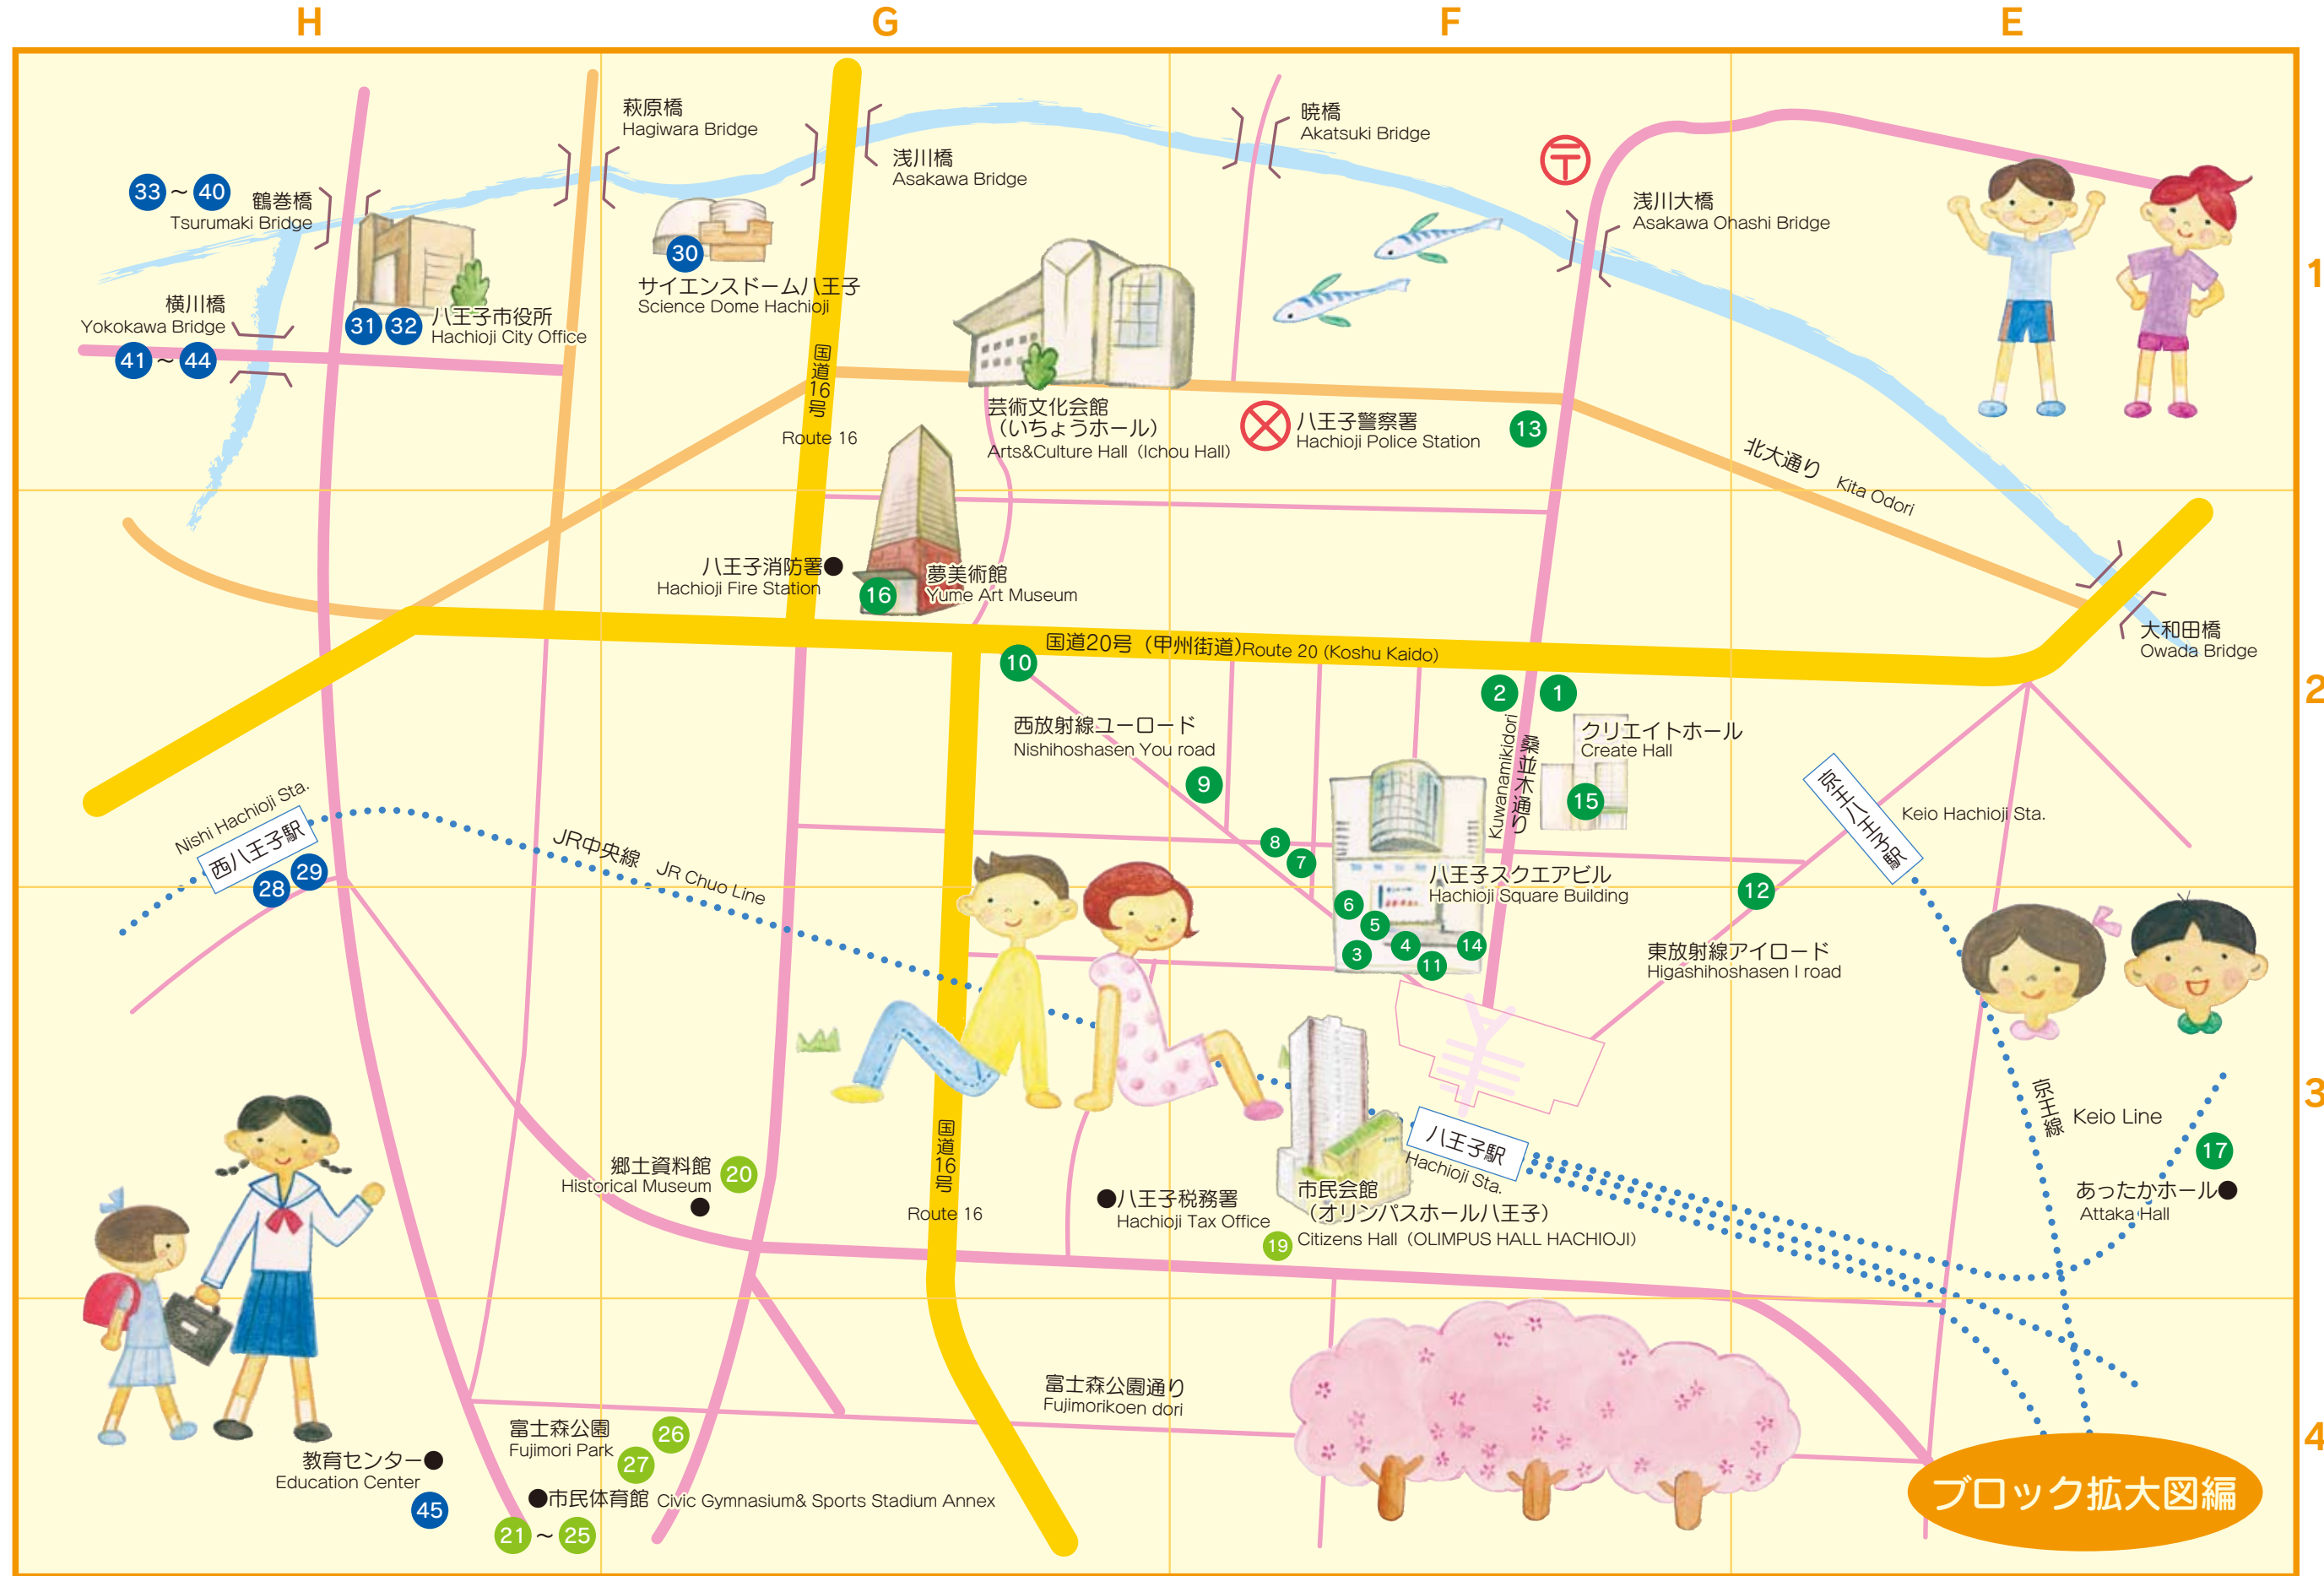 H
G
F
E
萩原橋
Hagiwara Bridge
浅川橋
Asakawa Bridge
暁橋
Akatsuki Bridge
〒
33 ～ 40
鶴巻橋
Tsurumaki Bridge
浅川大橋
Asakawa Ohashi Bridge
30
サイエンスドーム八王子
Science Dome Hachioji
1
横川橋
Yokokawa Bridge
31 32
八王子市役所
Hachioji City Office
41 ～ 44
国道16号
Route 16
芸術文化会館
（いちょうホール）
Arts&Culture Hall（Ichou Hall）
八王子警察署
Hachioji Police Station
13
北大通り Kita Odori
八王子消防署
Hachioji Fire Station
16
夢美術館
Yume Art Museum
大和田橋
Owada Bridge
国道20号（甲州街道)Route 20 (Koshu Kaido)
10
2
2
1
西放射線ユーロード
Nishihoshasen You road
9
Kuwanamikidori
桑並木通り
クリエイトホール
Create Hall
15
京王八王子駅
Keio Hachioji Sta.
Nishi Hachioji Sta.
西八王子駅
28
29
JR中央線 JR Chuo Line
8
7
八王子スクエアビル
Hachioji Square Building
12
6
5
4
14
3
11
東放射線アイロード
Higashihoshasen I road
3
京王線
Keio Line
国道16号
Route 16
郷土資料館
Historical Museum
20
八王子駅
Hachioji Sta.
17
あったかホール
Attaka Hall
八王子税務署
Hachioji Tax Office
市民会館
（オリンパスホール八王子）
19
Citizens Hall（OLIMPUS HALL HACHIOJI）
富士森公園通り
Fujimorikoen dori
富士森公園
Fujimori Park
26
27
4
教育センター
Education Center
45
市民体育館 Civic Gymnasium& Sports Stadium Annex
21 ～ 25
ブロック拡大図編